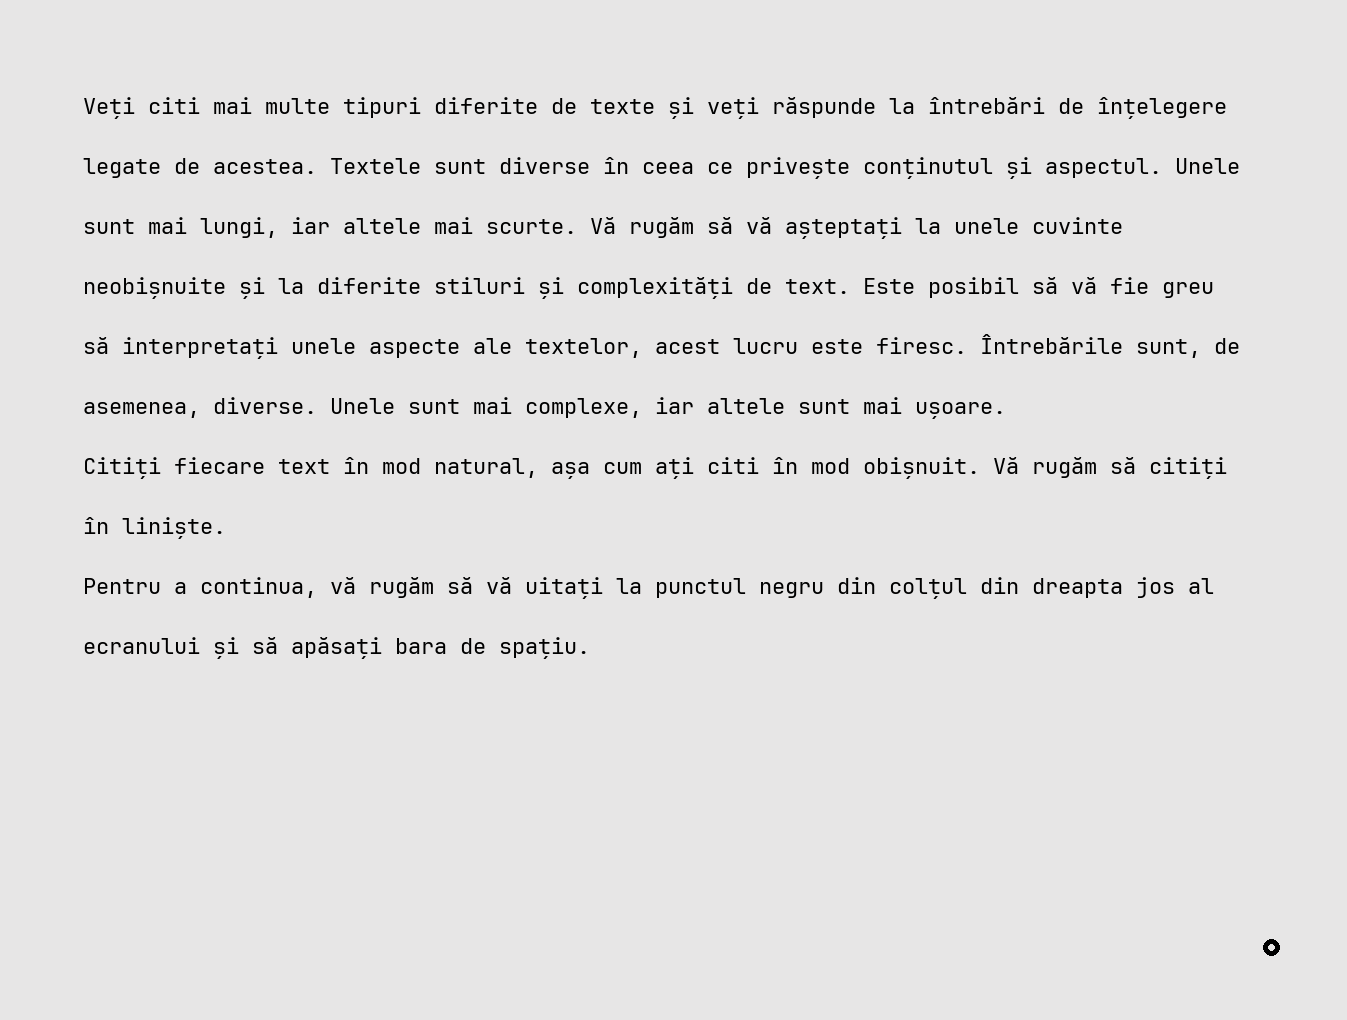 Veți citi mai multe tipuri diferite de texte și veți răspunde la întrebări de înțelegere
legate de acestea. Textele sunt diverse în ceea ce privește conținutul și aspectul. Unele
sunt mai lungi, iar altele mai scurte. Vă rugăm să vă așteptați la unele cuvinte
neobișnuite și la diferite stiluri și complexități de text. Este posibil să vă fie greu
să interpretați unele aspecte ale textelor, acest lucru este firesc. Întrebările sunt, de
asemenea, diverse. Unele sunt mai complexe, iar altele sunt mai ușoare.
Citiți fiecare text în mod natural, așa cum ați citi în mod obișnuit. Vă rugăm să citiți
în liniște.
Pentru a continua, vă rugăm să vă uitați la punctul negru din colțul din dreapta jos al
ecranului și să apăsați bara de spațiu.